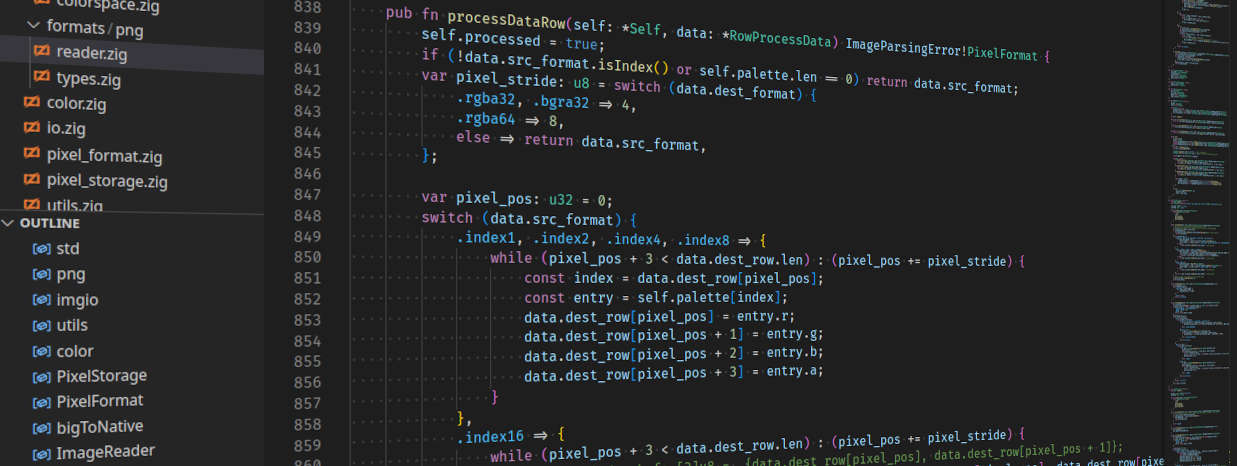 colorspace.zig
formats / png
reader.zig
types.zig
color.zig
io.zig
pixel_format.zig
pixel_storage.zig
utils.zig
OUTLINE
std
png
imgio
utils
color
PixelStorage
PixelFormat
bigToNative
ImageReader
838 pub fn processDataRow(self: *Self, data: *RowProcessData) ImageParsingError!PixelFormat {
839 self.processed = true;
840 if (!data.src_format.isIndex() or self.palette.len == 0) return data.src_format;
841 var pixel_stride: u8 = switch (data.dest_format) {
842 .rgba32, .bgra32 => 4,
843 .rgba64 => 8,
844 else => return data.src_format,
845 };
846
847 var pixel_pos: u32 = 0;
848 switch (data.src_format) {
849 .index1, .index2, .index4, .index8 => {
850 while (pixel_pos + 3 < data.dest_row.len) : (pixel_pos += pixel_stride) {
851 const index = data.dest_row[pixel_pos];
852 const entry = self.palette[index];
853 data.dest_row[pixel_pos] = entry.r;
854 data.dest_row[pixel_pos + 1] = entry.g;
855 data.dest_row[pixel_pos + 2] = entry.b;
856 data.dest_row[pixel_pos + 3] = entry.a;
857 }
858 },
859 .index16 => {
860 while (pixel_pos + 3 < data.dest_row.len) : (pixel_pos += pixel_stride) {
{data.dest_row[pixel_pos], data.dest_row[pixel_pos + 1]};